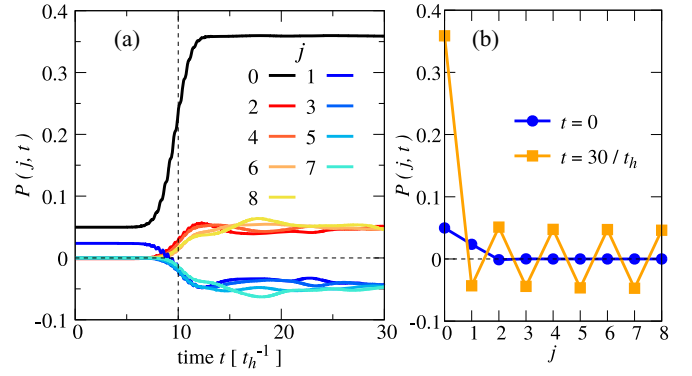 (a)
j
0 1
2 3
4 5
6 7
8
0.4
0.3
0.2
0.1
0
-0.1
P ( j, t )
0 10 20 30
time t [ t_h^{-1} ]
(b)
t = 0
t = 30 / t_h
0.4
0.3
0.2
0.1
0
-0.1
P ( j, t )
0 1 2 3 4 5 6 7 8
j